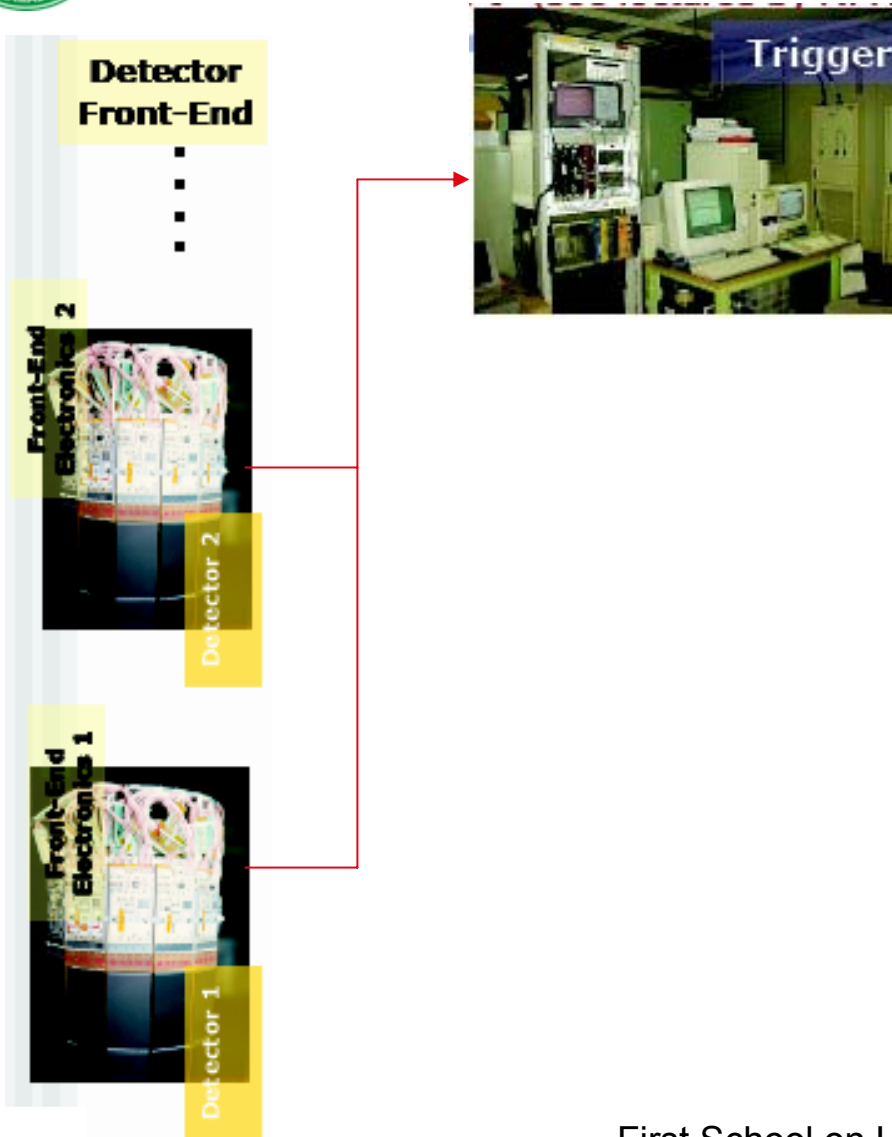 Detector
Front-End
Trigger
Front-End
Electronics 2
Detector 2
Front-End
Electronics 1
Detector 1
First School on